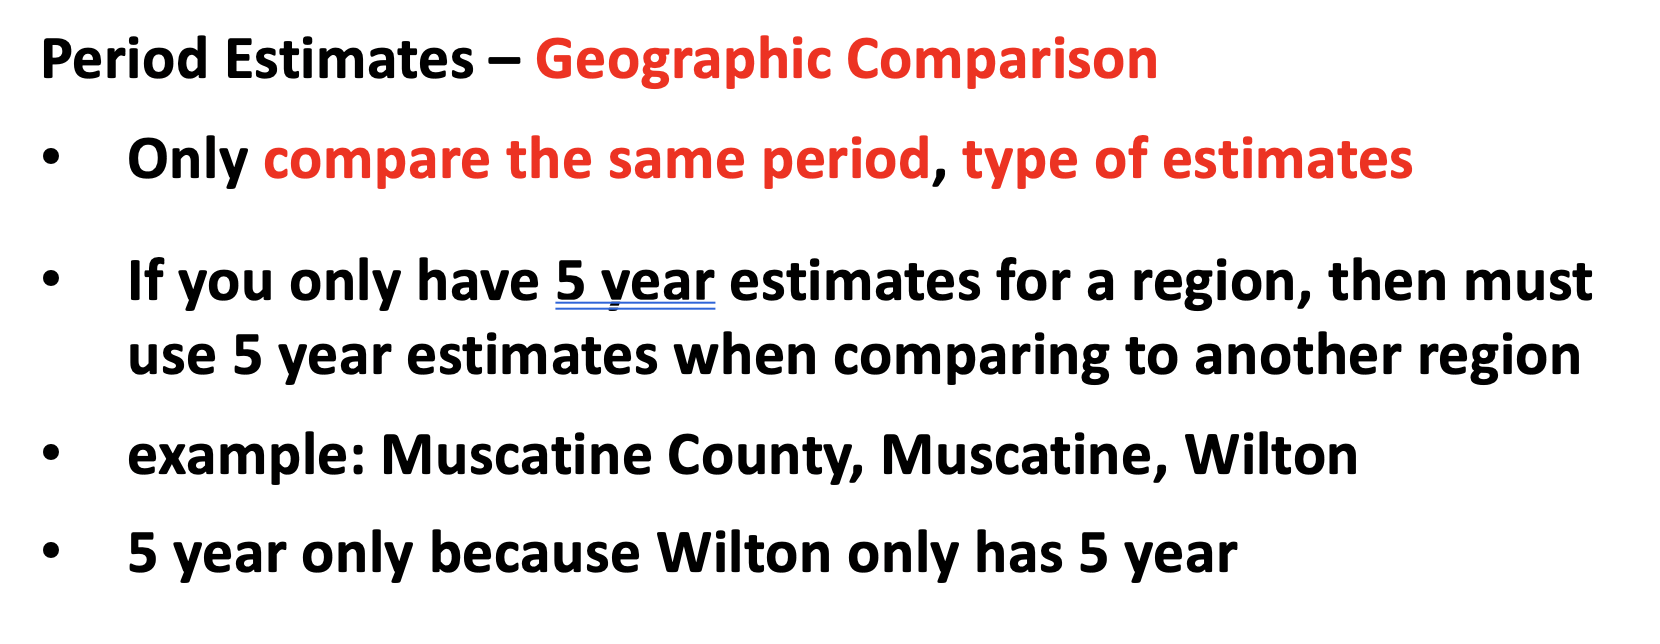 Period Estimates – Geographic Comparison
• Only compare the same period, type of estimates
• If you only have 5 year estimates for a region, then must
use 5 year estimates when comparing to another region
• example: Muscatine County, Muscatine, Wilton
• 5 year only because Wilton only has 5 year